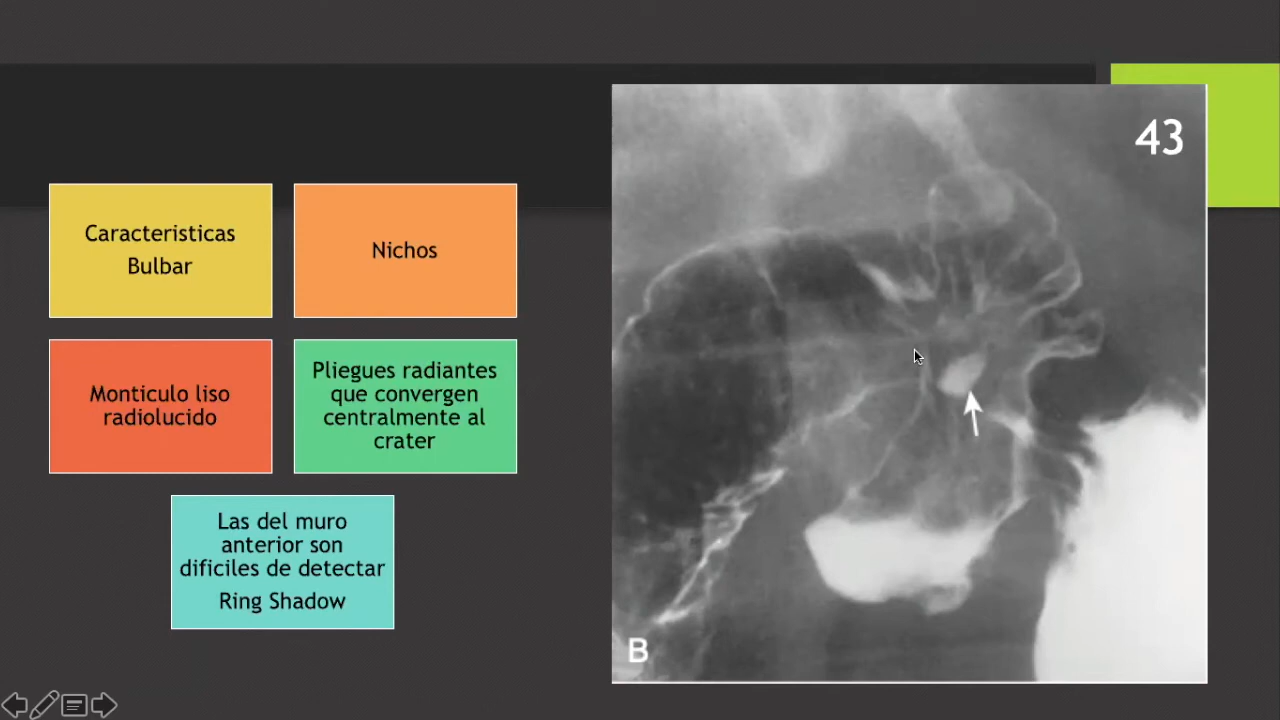 Caracteristicas
Bulbar
Nichos
Monticulo liso
radiolucido
Pliegues radiantes
que convergen
centralmente al
crater
Las del muro
anterior son
dificiles de detectar
Ring Shadow
43
B